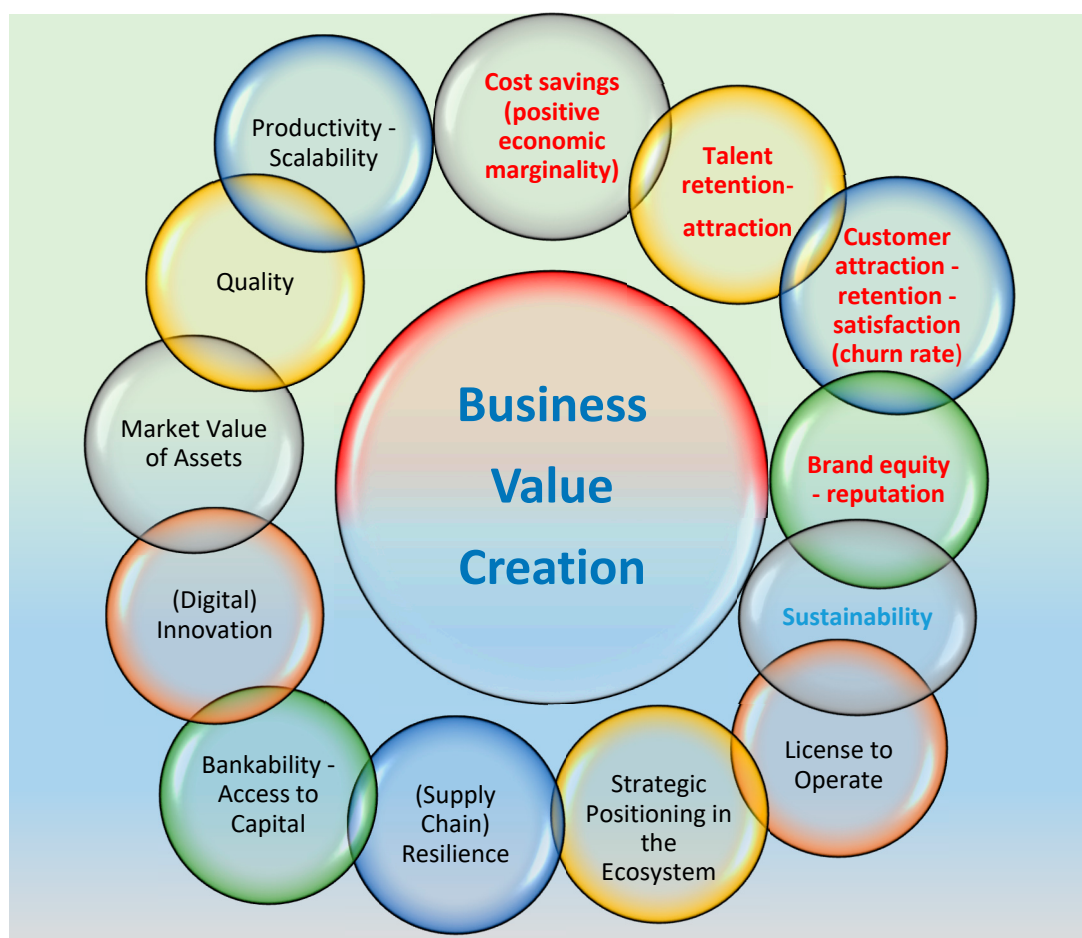 Cost savings
(positive
economic
marginality)
Talent
retention-
attraction
Customer
attraction -
retention -
satisfaction
(churn rate)
Brand equity
- reputation
Sustainability
License to
Operate
Strategic
Positioning in
the
Ecosystem
(Supply
Chain)
Resilience
Bankability -
Access to
Capital
(Digital)
Innovation
Market Value
of Assets
Quality
Productivity -
Scalability
Business
Value
Creation